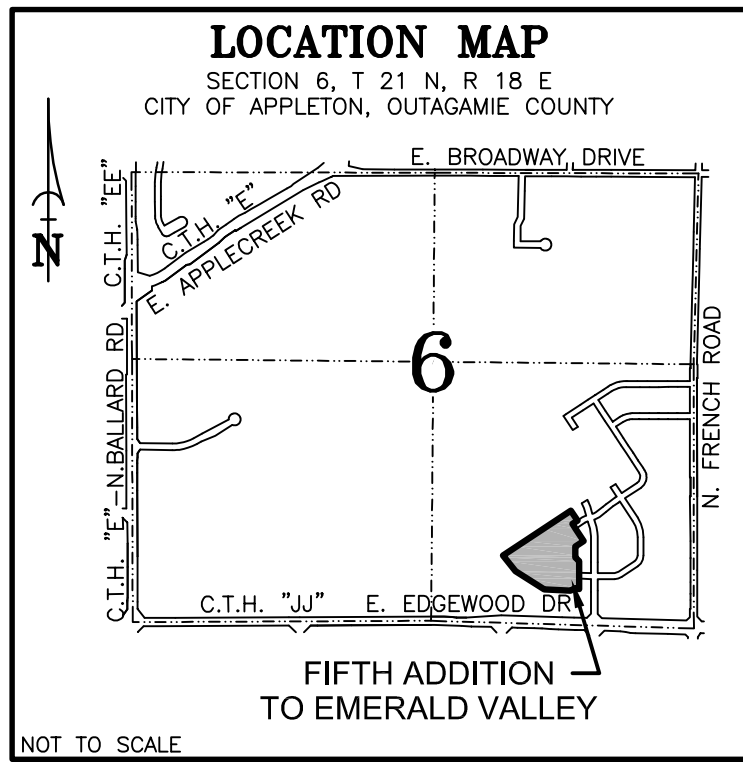 LOCATION MAP
SECTION 6, T 21 N, R 18 E
CITY OF APPLETON, OUTAGAMIE COUNTY
E. BROADWAY DRIVE
C.T.H. "EE"
C.T.H. "E"
E. APPLECREEK RD
N
6
N. FRENCH ROAD
C.T.H. "E"-N.BALLARD RD
C.T.H. "JJ" E. EDGEWOOD DR
FIFTH ADDITION
TO EMERALD VALLEY
NOT TO SCALE